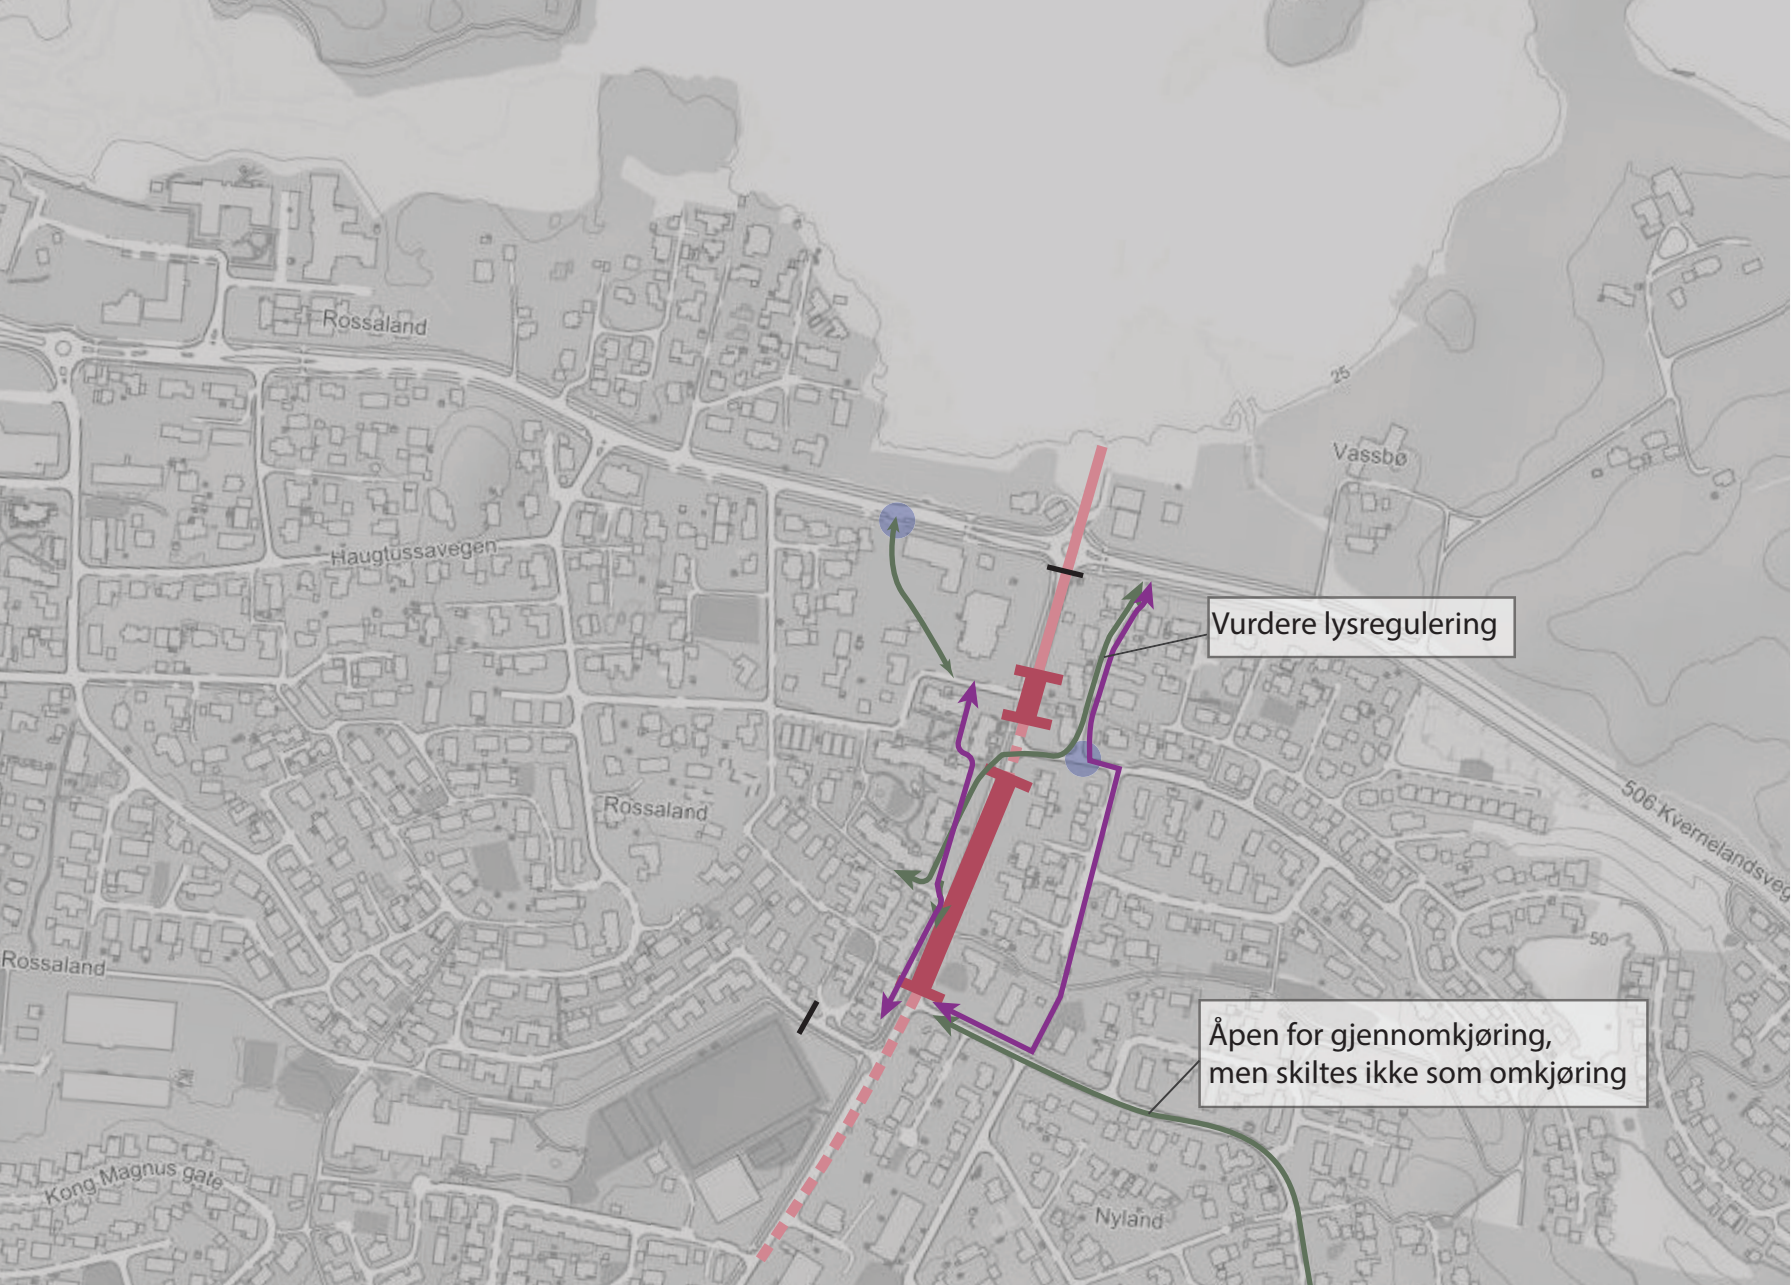 Rossaland
25
Vassbø
Haugtussavegen
Vurdere lysregulering
Rossaland
506 Kvernelandsveg
50
Rossaland
Åpen for gjennomkjøring,
men skiltes ikke som omkjøring
Kong Magnus gate
Nyland